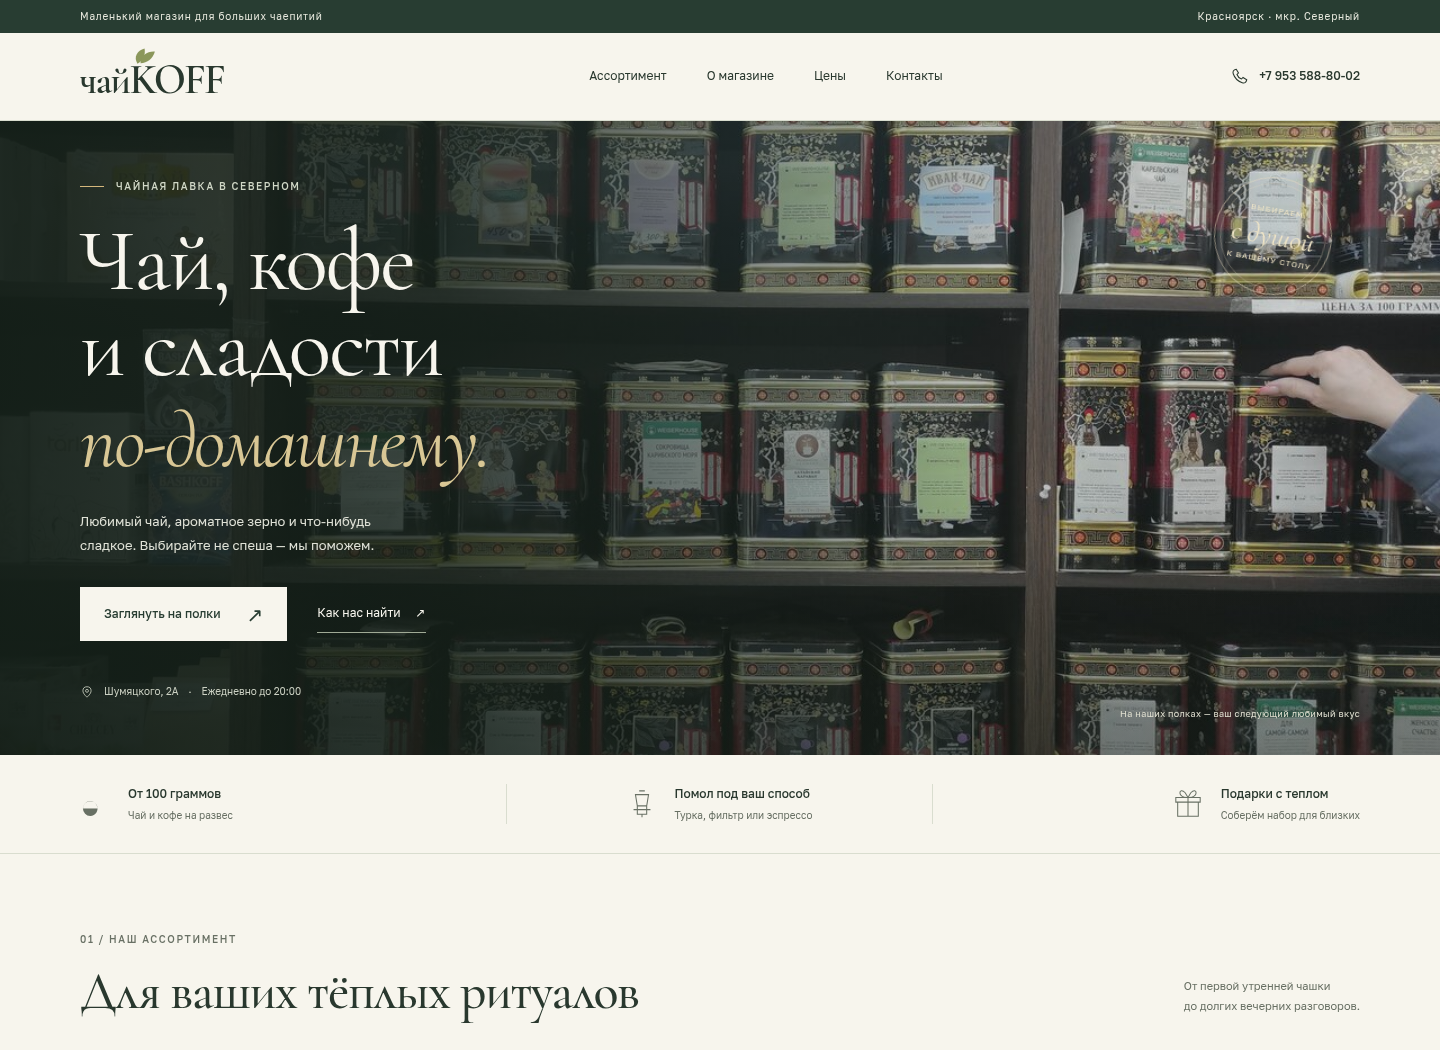 Маленький магазин для больших чаепитий
Красноярск · мкр. Северный
чайKOFF
Ассортимент
О магазине
Цены
Контакты
+7 953 588-80-02
ЧАЙНАЯ ЛАВКА В СЕВЕРНОМ
Чай, кофе
и сладости
по-домашнему.
Любимый чай, ароматное зерно и что-нибудь
сладкое. Выбирайте не спеша — мы поможем.
Заглянуть на полки ↗
Как нас найти ↗
Шумяцкого, 2А · Ежедневно до 20:00
ИВАН-ЧАЙ
КАРЕЛЬСКИЙ
ЧАЙ
ВЫБИРАЕМ
с душой
К ВАШЕМУ СТОЛУ
ЦЕНА ЗА 100 ГРАММ
На наших полках — ваш следующий любимый вкус
От 100 граммов
Чай и кофе на развес
Помол под ваш способ
Турка, фильтр или эспрессо
Подарки с теплом
Соберём набор для близких
01 / НАШ АССОРТИМЕНТ
Для ваших тёплых ритуалов
От первой утренней чашки
до долгих вечерних разговоров.